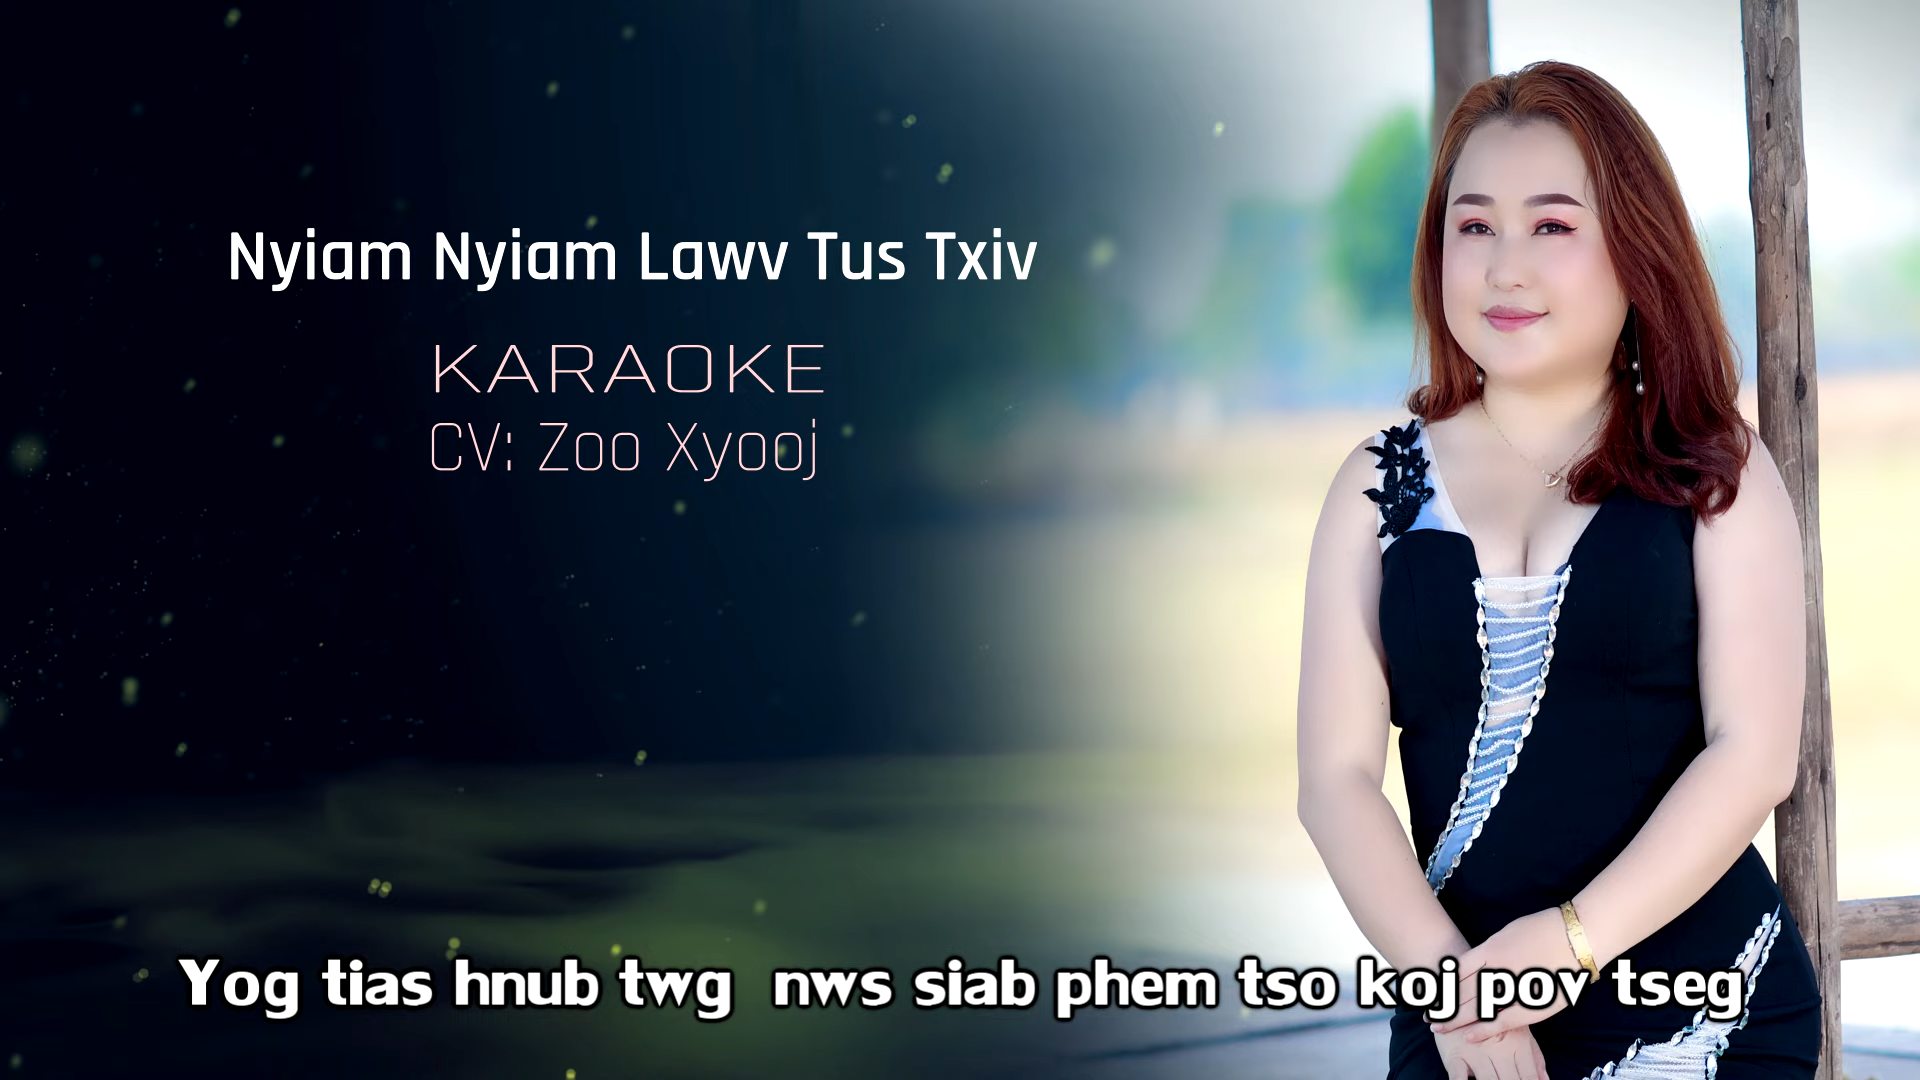 Nyiam Nyiam Lawv Tus Txiv
KARAOKE
CV: Zoo Xyooj
Yog tias hnub twg nws siab phem tso koj pov tseg